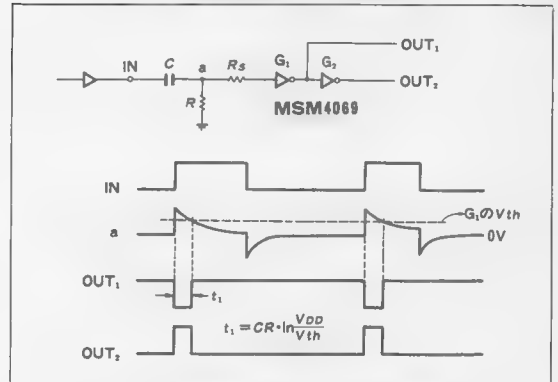 IN
C
a
Rs
G₁
G₂
OUT₁
OUT₂
R
MSM4069
IN
G₁のVth
a
0V
OUT₁
t₁
t₁ = CR・ln VDD/Vth
OUT₂